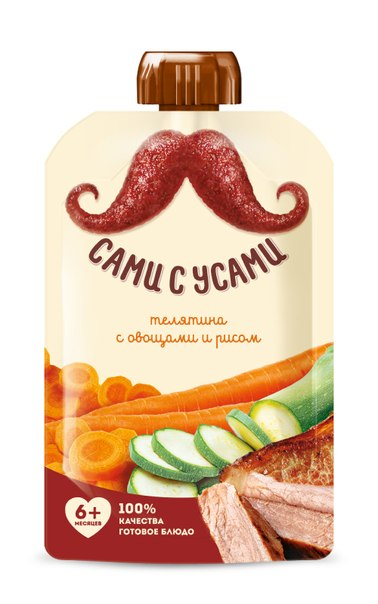 САМИ С УСАМИ
телятина
с овощами и рисом
6+
МЕСЯЦЕВ
100%
КАЧЕСТВА
ГОТОВОЕ БЛЮДО